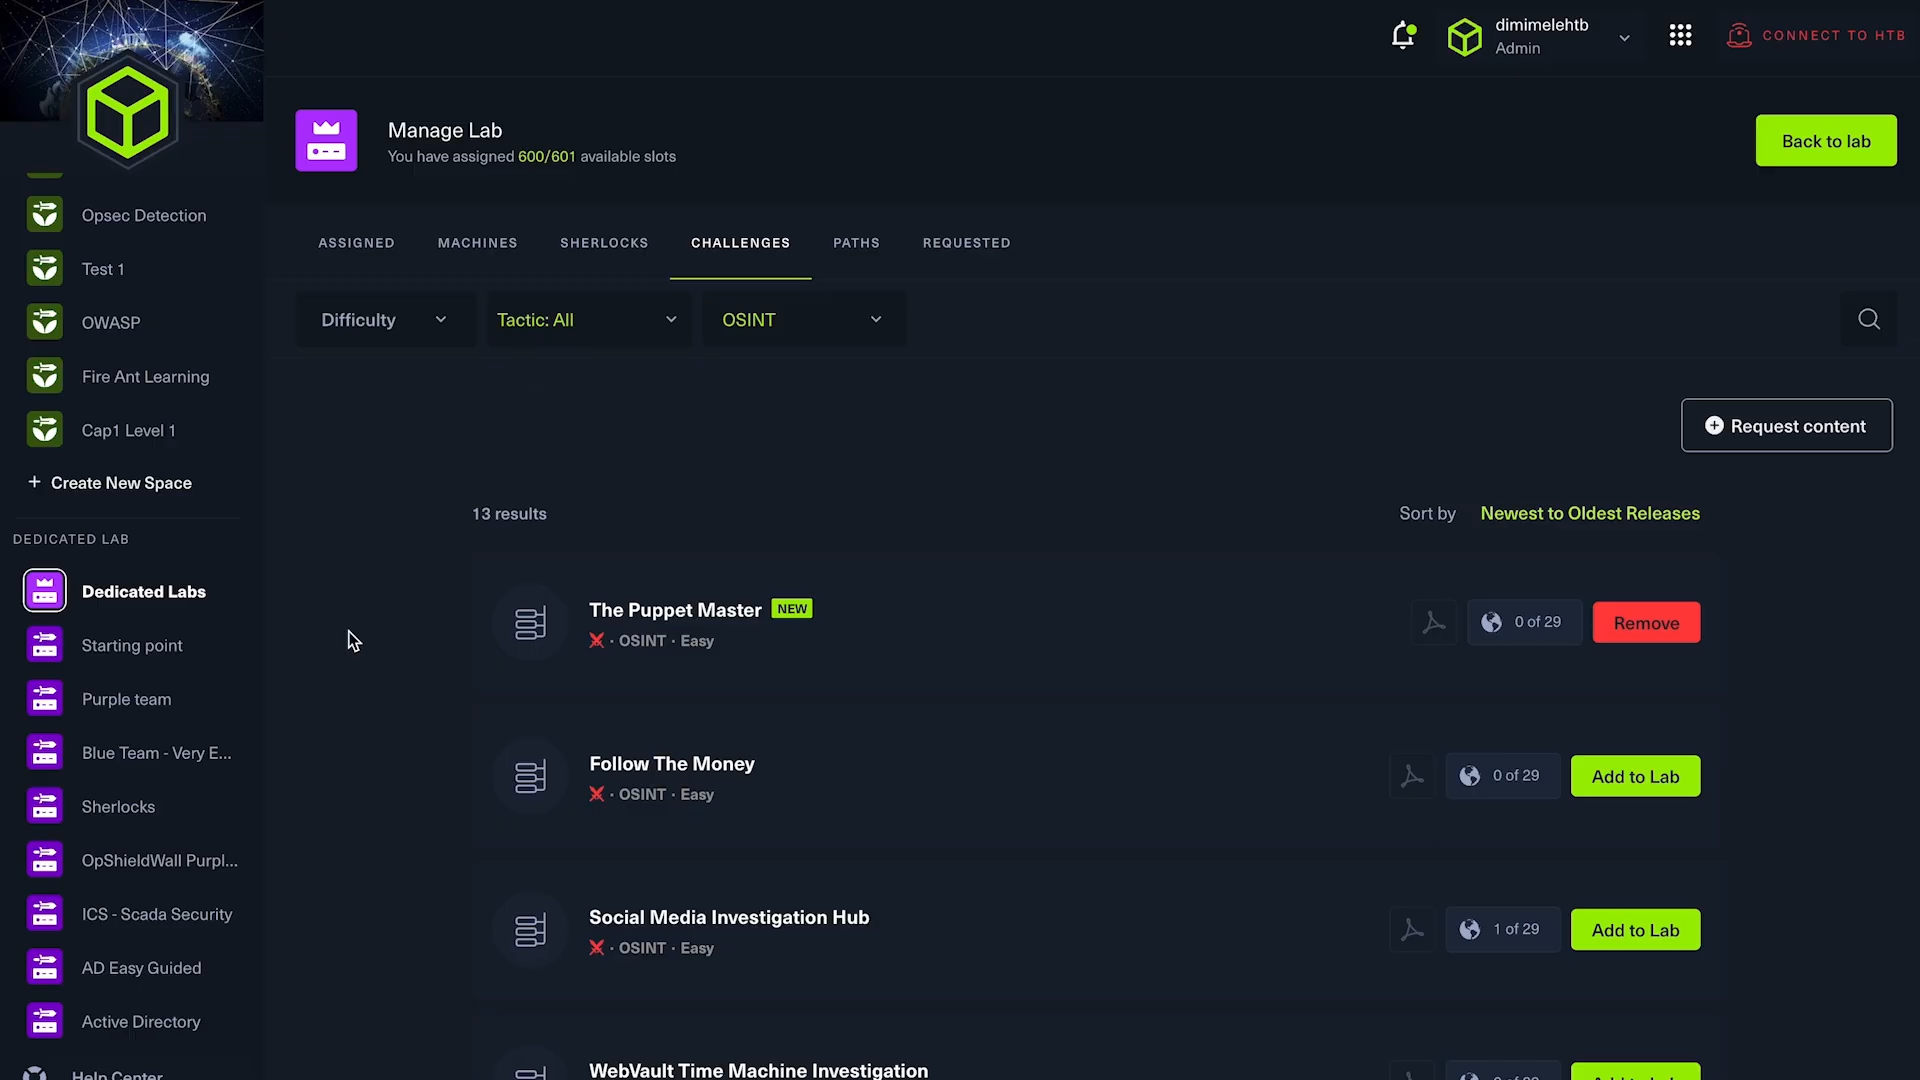 dimimelehtb
Admin
CONNECT TO HTB
Manage Lab
You have assigned 600/601 available slots
Back to lab
Opsec Detection
Test 1
OWASP
Fire Ant Learning
Cap1 Level 1
+ Create New Space
DEDICATED LAB
Dedicated Labs
Starting point
Purple team
Blue Team - Very E...
Sherlocks
OpShieldWall Purpl...
ICS - Scada Security
AD Easy Guided
Active Directory
Help Center
ASSIGNED MACHINES SHERLOCKS CHALLENGES PATHS REQUESTED
Difficulty Tactic: All OSINT
Request content
13 results Sort by Newest to Oldest Releases
The Puppet Master NEW
· OSINT · Easy
0 of 29 Remove
Follow The Money
· OSINT · Easy
0 of 29 Add to Lab
Social Media Investigation Hub
· OSINT · Easy
1 of 29 Add to Lab
WebVault Time Machine Investigation